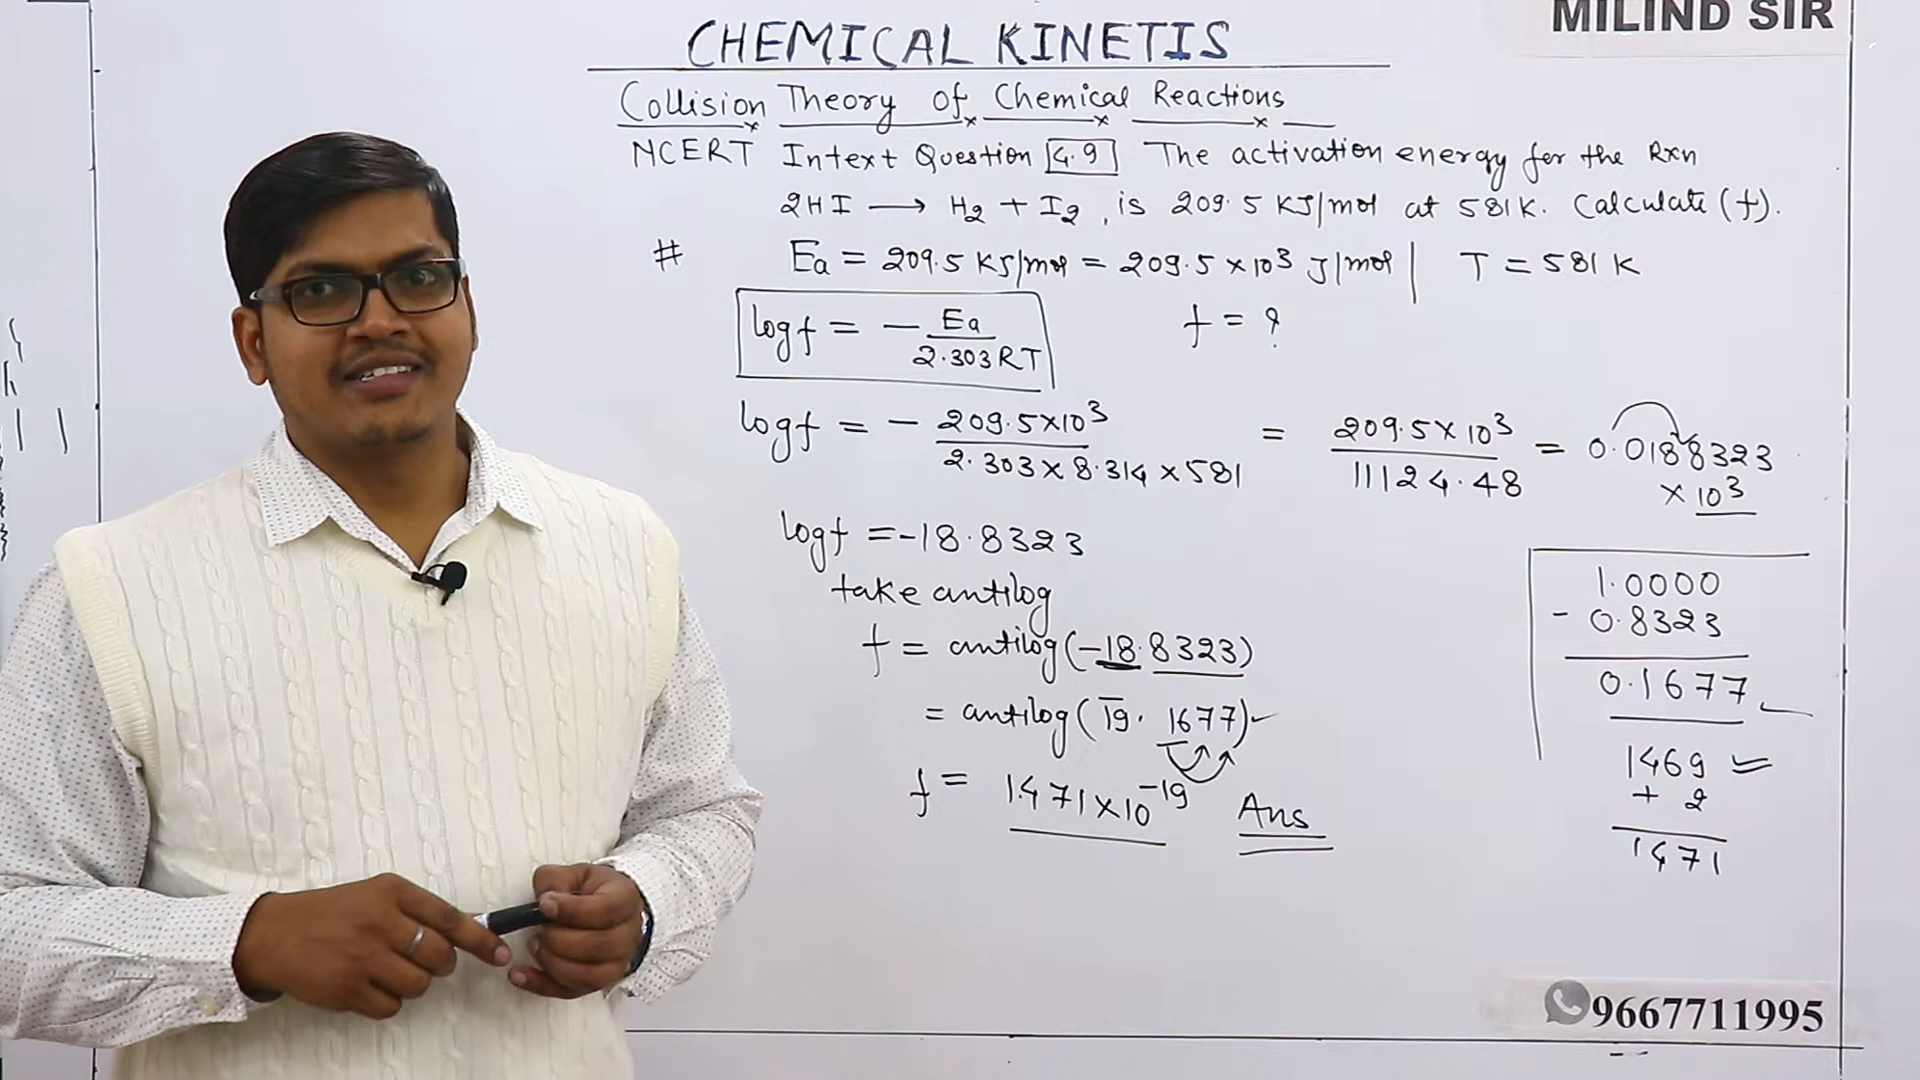 MILIND SIR
CHEMICAL KINETIS
Collision Theory of Chemical Reactions
NCERT Intext Question 4.9 The activation energy for the Rxn
2HI → H2 + I2, is 209.5 KJ/mol at 581K. Calculate (f).
# Ea = 209.5 KJ/mol = 209.5 × 10³ J/mol | T = 581 K
logf = - Ea / 2.303RT f = ?
logf = - 209.5×10³ / 2.303×8.314×581 = 209.5×10³ / 11124.48 = 0.0188323
× 10³
logf = -18.8323
take antilog
f = antilog(-18.8323)
= antilog(1̅9. 1677)
f = 1.471×10⁻¹⁹ Ans
1.0000
- 0.8323
0.1677
1469
+ 2
1471
9667711995